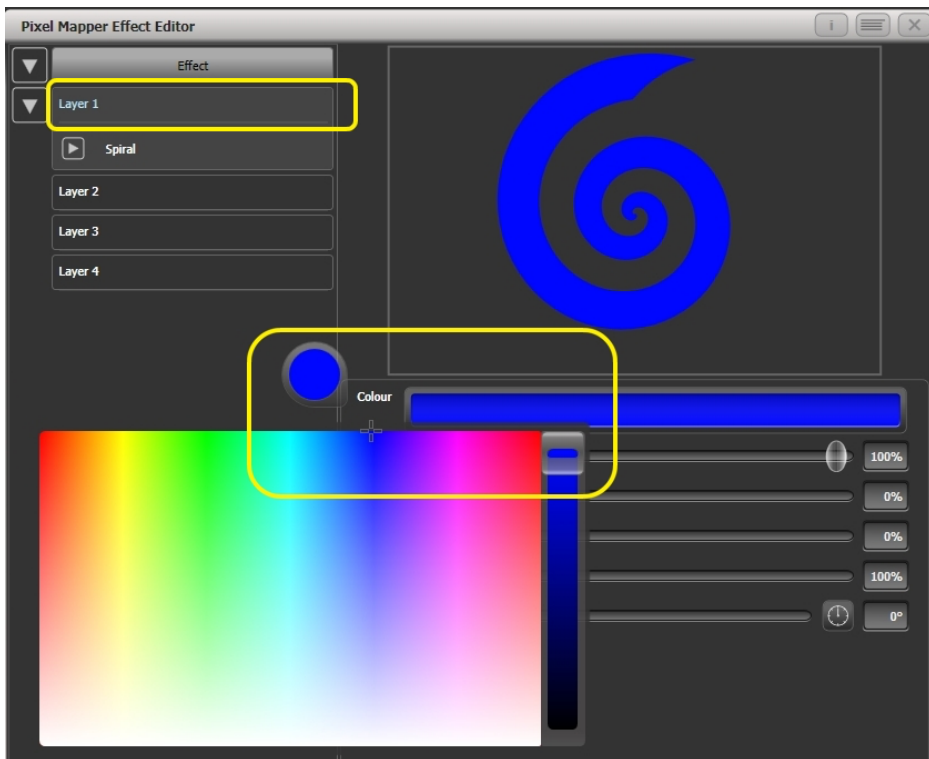 Pixel Mapper Effect Editor
i
Effect
Layer 1
Spiral
Layer 2
Layer 3
Layer 4
Colour
100%
0%
0%
100%
0°